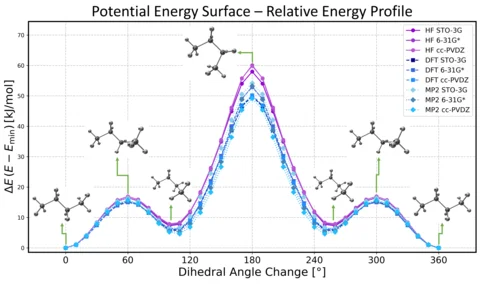 Potential Energy Surface – Relative Energy Profile
70
60
50
40
30
20
10
0
ΔE (E − Emin) [kJ/mol]
HF STO-3G
HF 6-31G*
HF cc-PVDZ
DFT STO-3G
DFT 6-31G*
DFT cc-PVDZ
MP2 STO-3G
MP2 6-31G*
MP2 cc-PVDZ
0 60 120 180 240 300 360
Dihedral Angle Change [°]